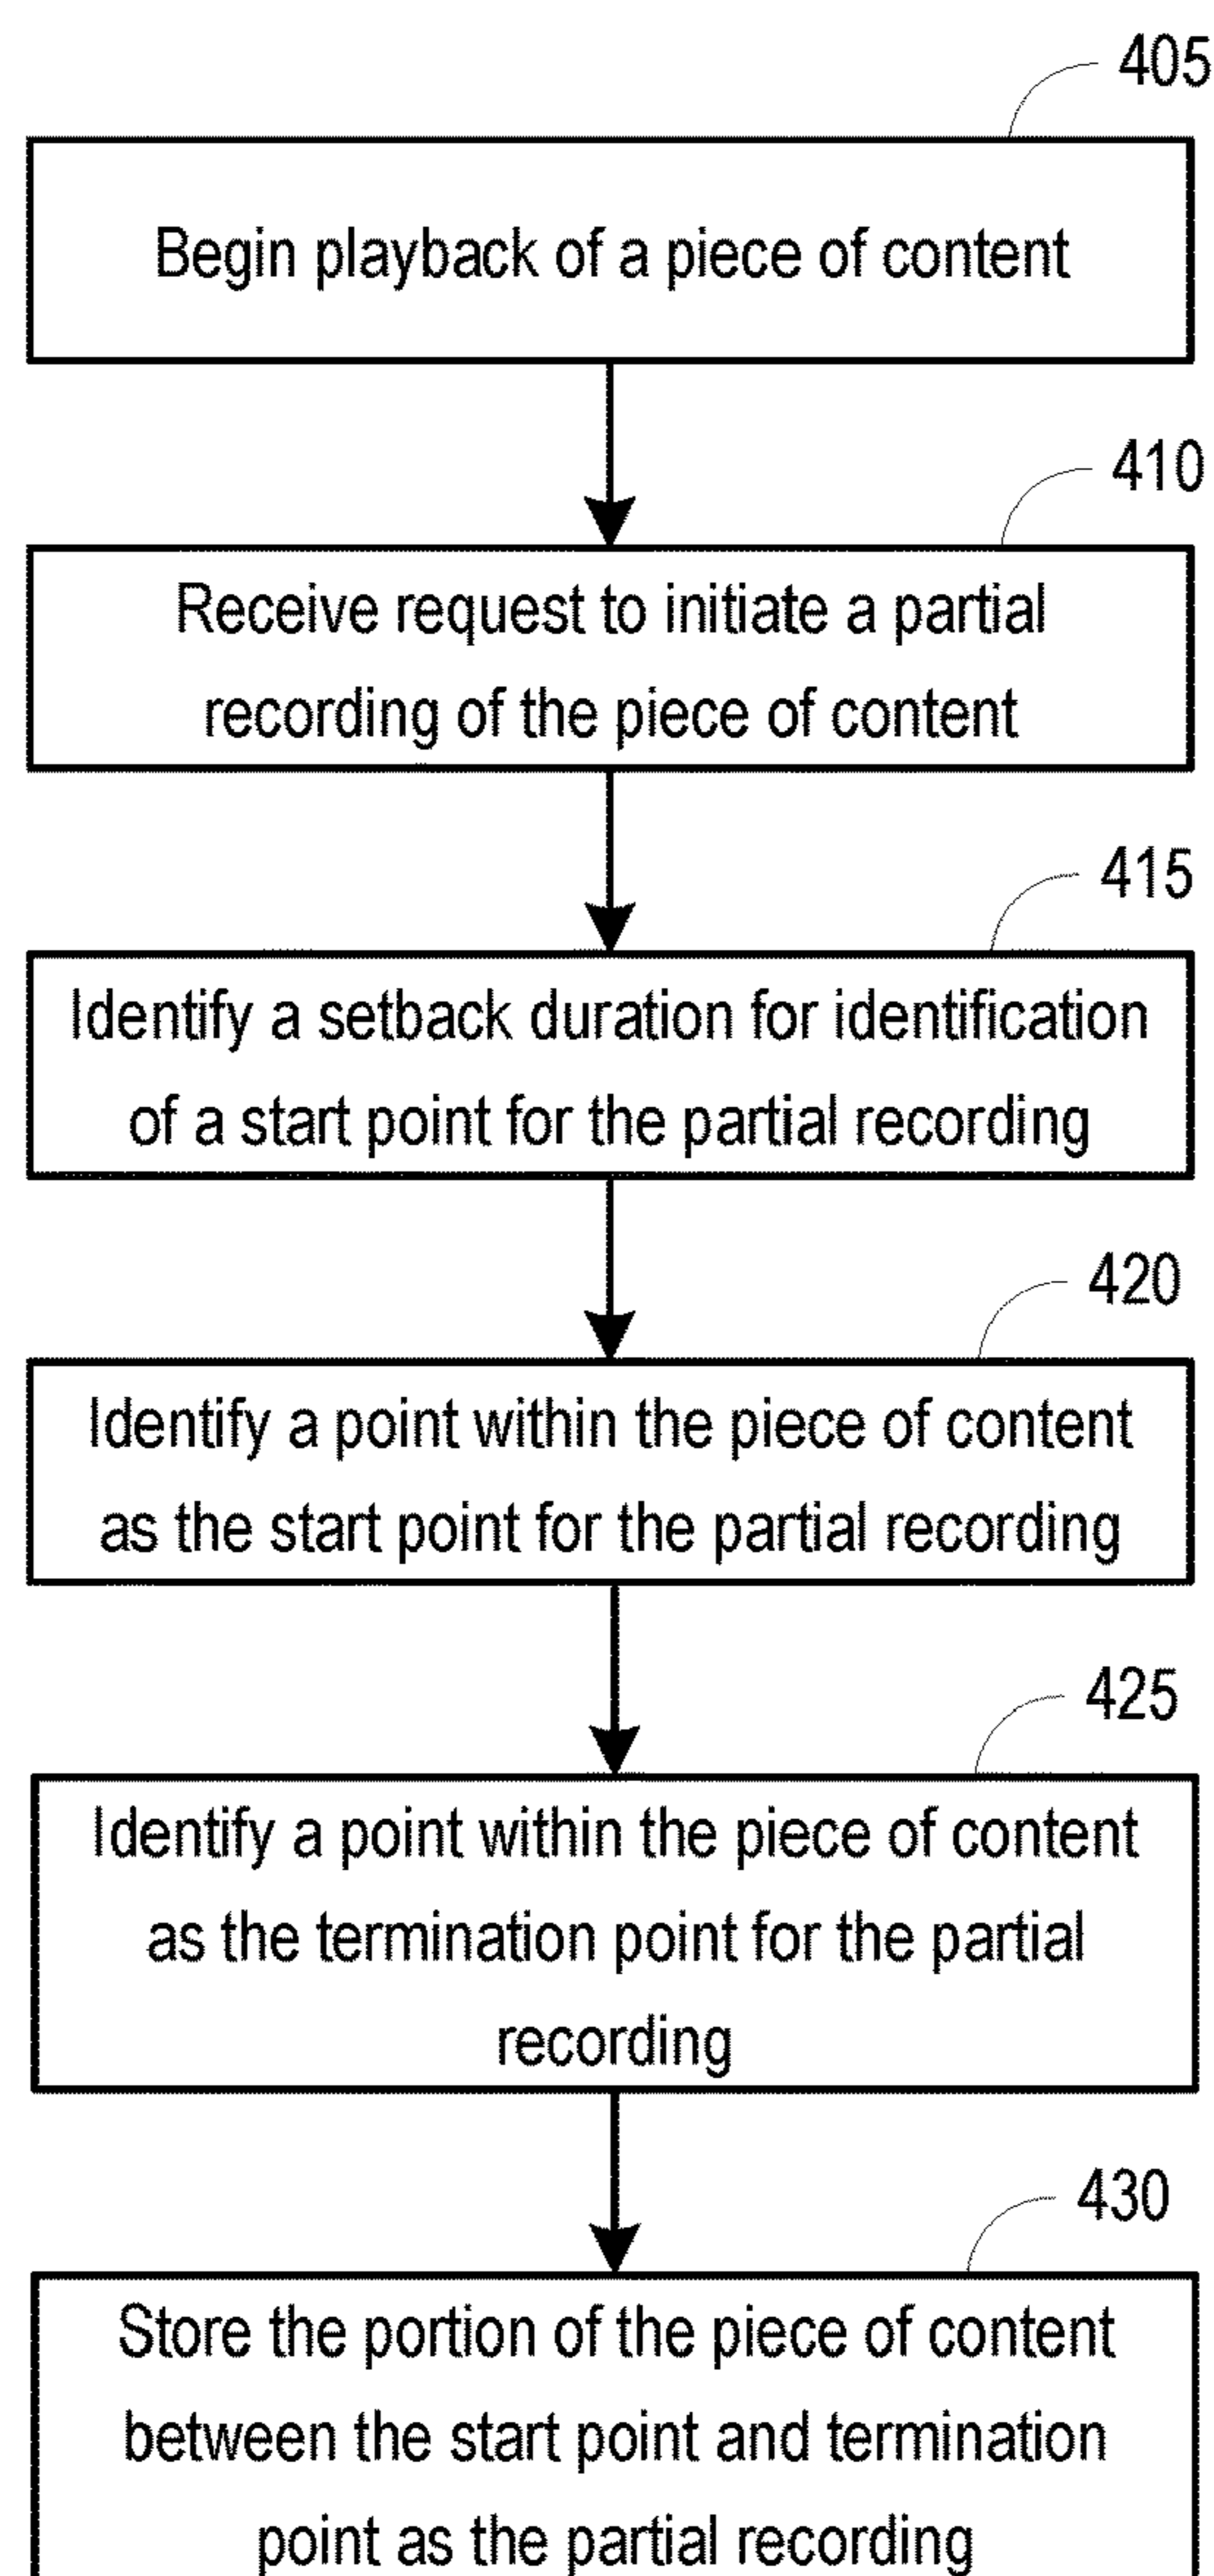 405
Begin playback of a piece of content
410
Receive request to initiate a partial
recording of the piece of content
415
Identify a setback duration for identification
of a start point for the partial recording
420
Identify a point within the piece of content
as the start point for the partial recording
425
Identify a point within the piece of content
as the termination point for the partial
recording
430
Store the portion of the piece of content
between the start point and termination
point as the partial recording